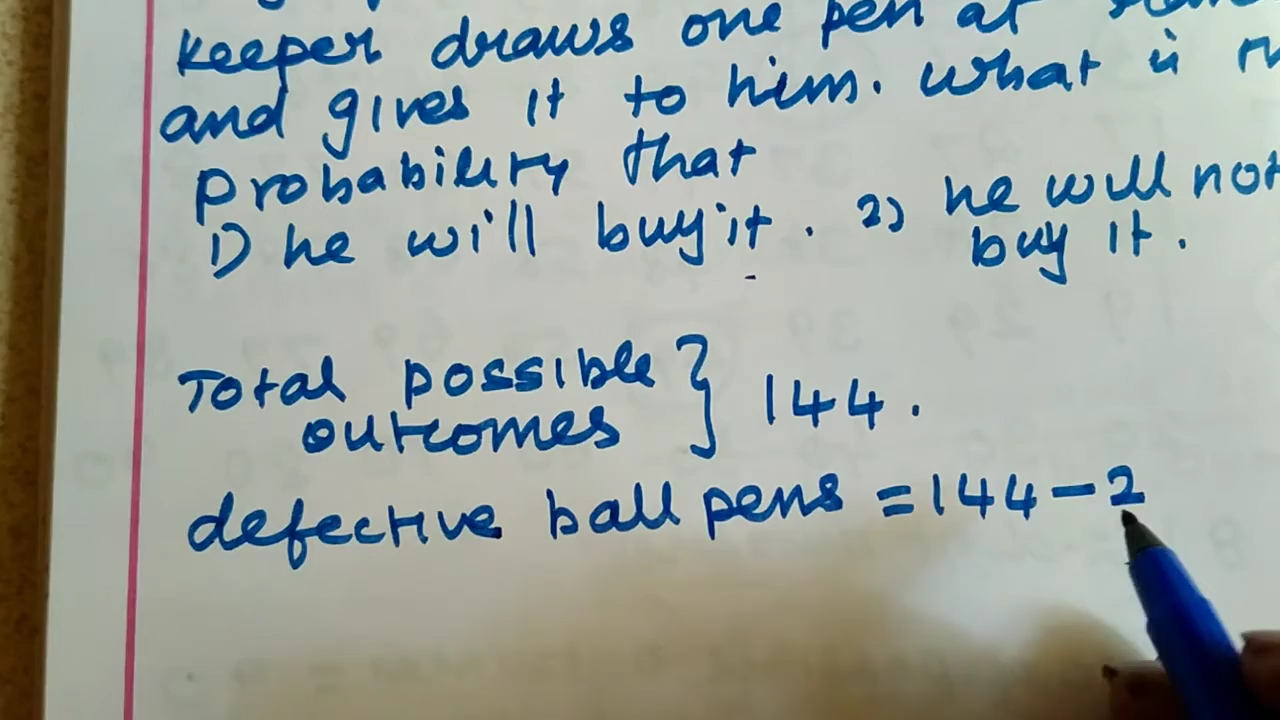 keeper draws one pen at
and gives it to him. what is
probability that
1) he will buy it. 2) he will not
buy it.
Total possible } 144.
outcomes
defective ball pens = 144 - 2